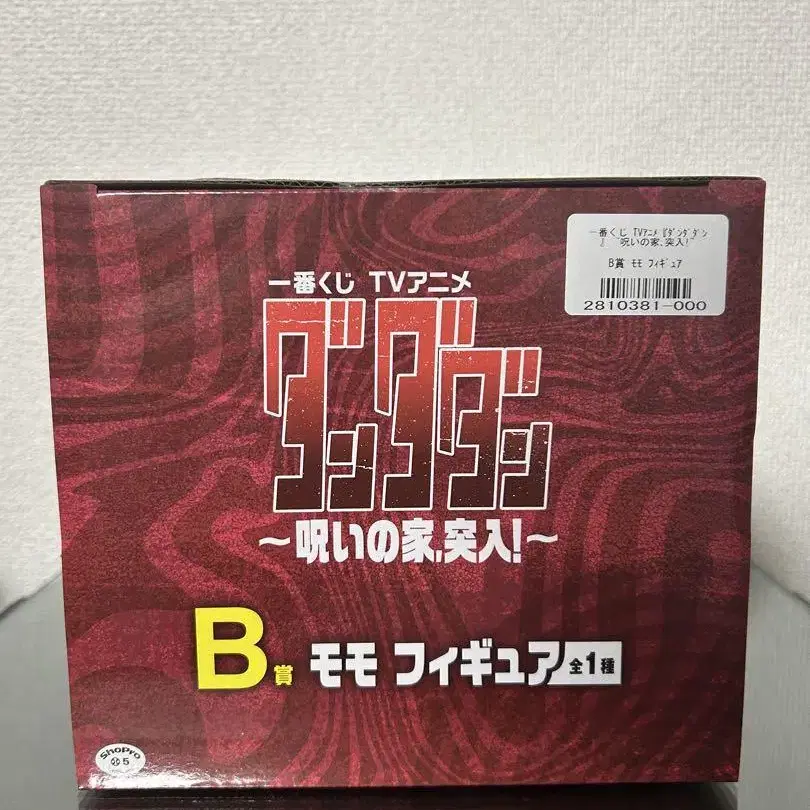 一番くじ TVアニメ『ダンダダン
』 ~呪いの家、突入!~
B賞 モモ フィギュア
2810381-000
一番くじ TVアニメ
ダンダダン
~呪いの家、突入!~
B賞 モモ フィギュア 全1種
ShoPro
5